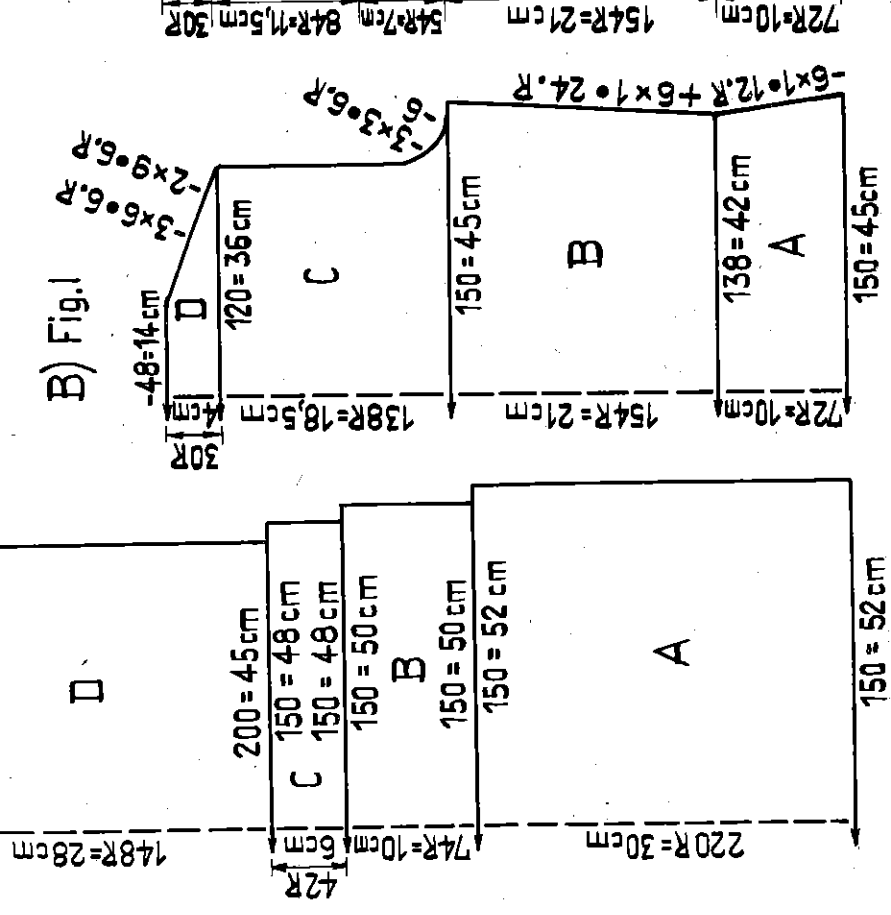 30R
84R=11,5cm
54R=7cm
154R=21cm
72R=10cm
B) Fig.1
-48=14cm
D
-3×6•6.R
-2×9•6.R
30R
4cm
120=36cm
C
138R=18,5cm
-3×3•6.R
-6
150=45cm
B
154R=21cm
+6×1•24.R
138=42cm
A
72R=10cm
-6×1•12.R
150=45cm
D
148R=28cm
200=45cm
150=48cm
C
42R
6cm
150=48cm
150=50cm
B
74R=10cm
150=50cm
150=52cm
A
220R=30cm
150=52cm